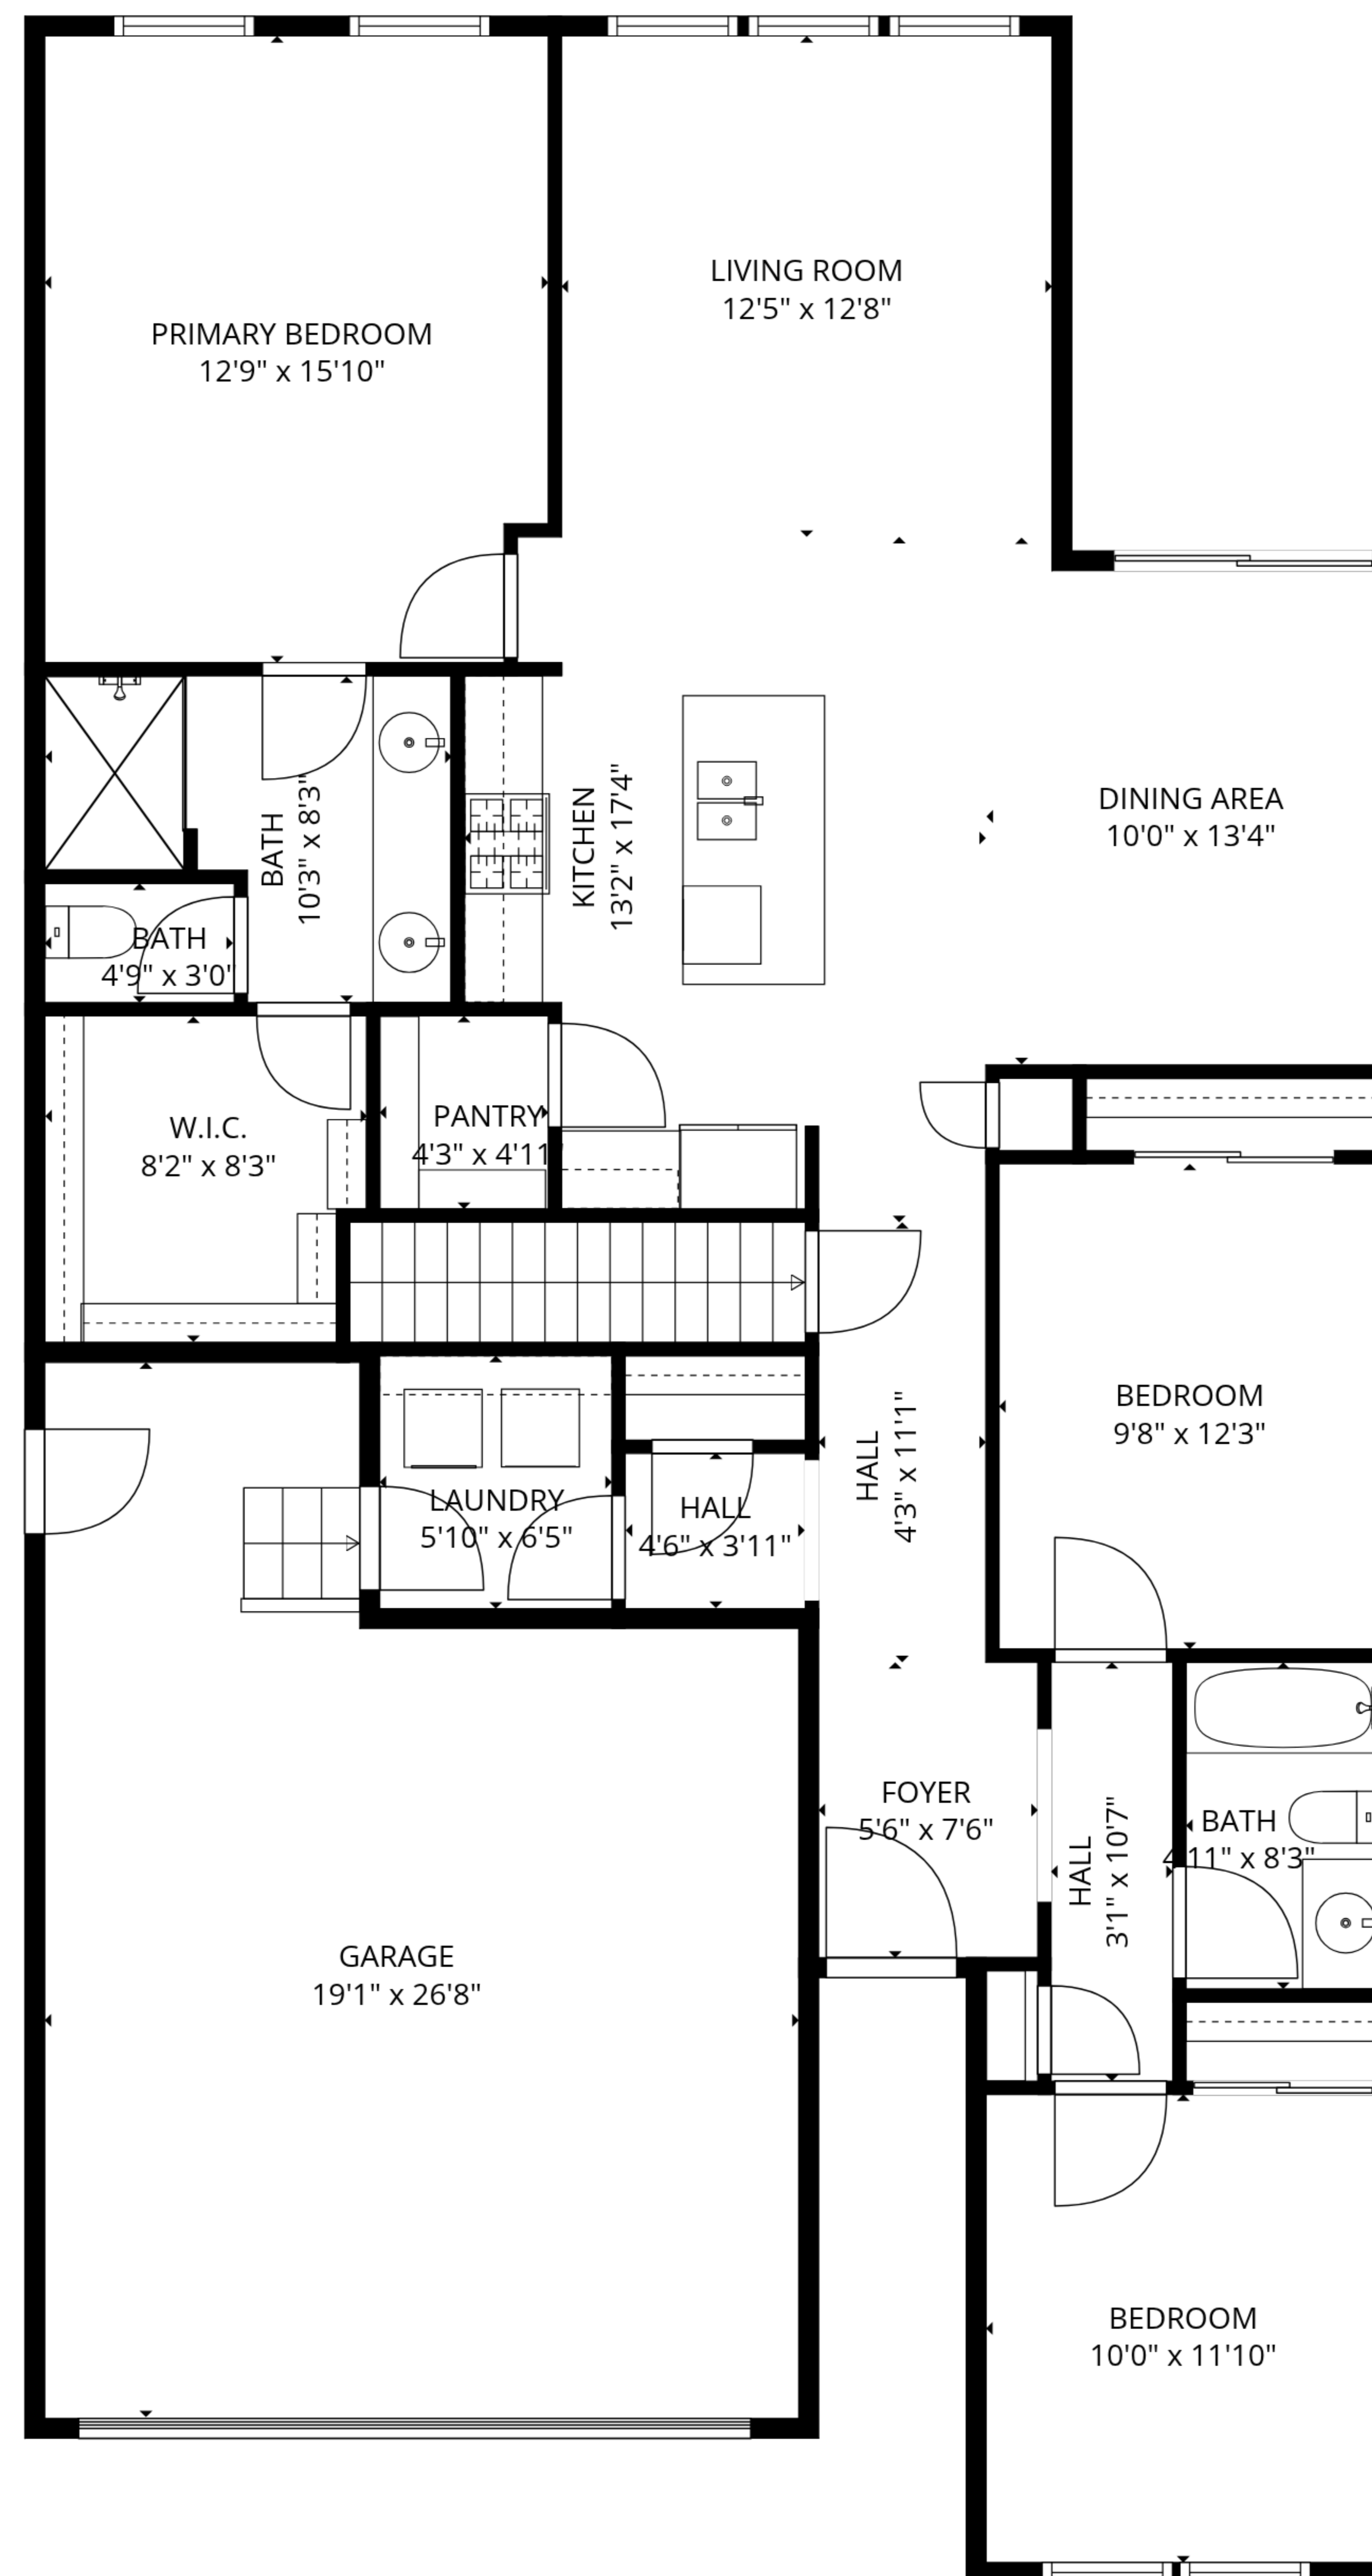 LIVING ROOM
12'5" x 12'8"
PRIMARY BEDROOM
12'9" x 15'10"
DINING AREA
10'0" x 13'4"
KITCHEN
13'2" x 17'4"
BATH
10'3" x 8'3"
BATH
4'9" x 3'0"
W.I.C.
8'2" x 8'3"
PANTRY
4'3" x 4'11"
BEDROOM
9'8" x 12'3"
HALL
4'3" x 11'1"
LAUNDRY
5'10" x 6'5"
HALL
4'6" x 3'11"
FOYER
5'6" x 7'6"
HALL
3'1" x 10'7"
BATH
4'11" x 8'3"
GARAGE
19'1" x 26'8"
BEDROOM
10'0" x 11'10"